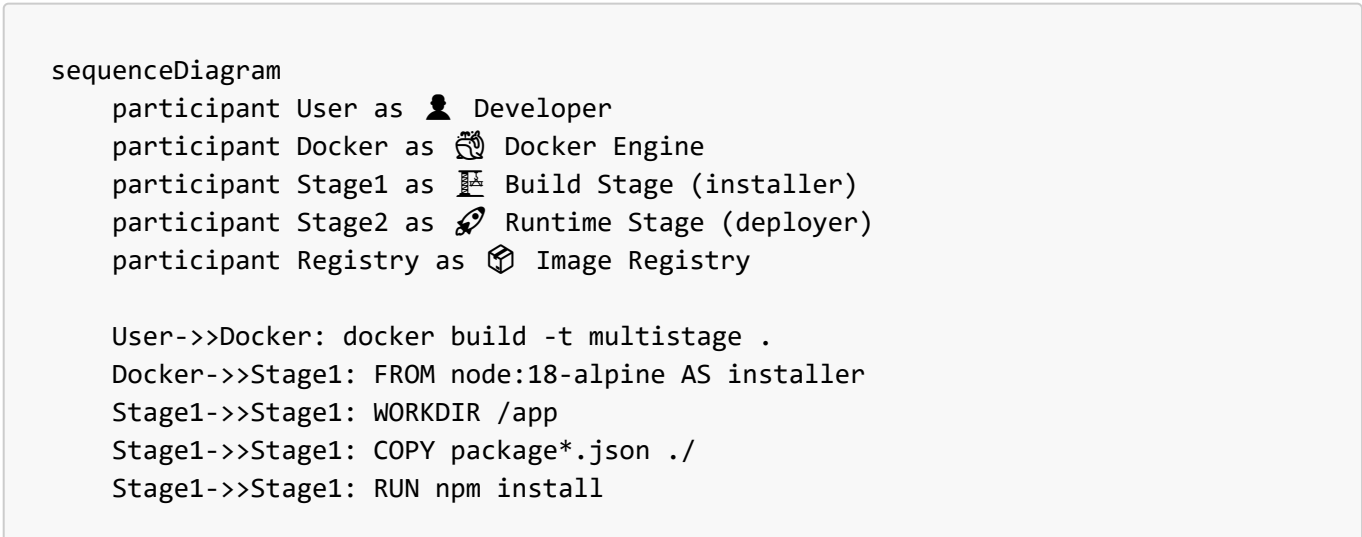 sequenceDiagram
participant User as 👤 Developer
participant Docker as 🐳 Docker Engine
participant Stage1 as 🏗 Build Stage (installer)
participant Stage2 as 🚀 Runtime Stage (deployer)
participant Registry as 📦 Image Registry
User->>Docker: docker build -t multistage .
Docker->>Stage1: FROM node:18-alpine AS installer
Stage1->>Stage1: WORKDIR /app
Stage1->>Stage1: COPY package*.json ./
Stage1->>Stage1: RUN npm install